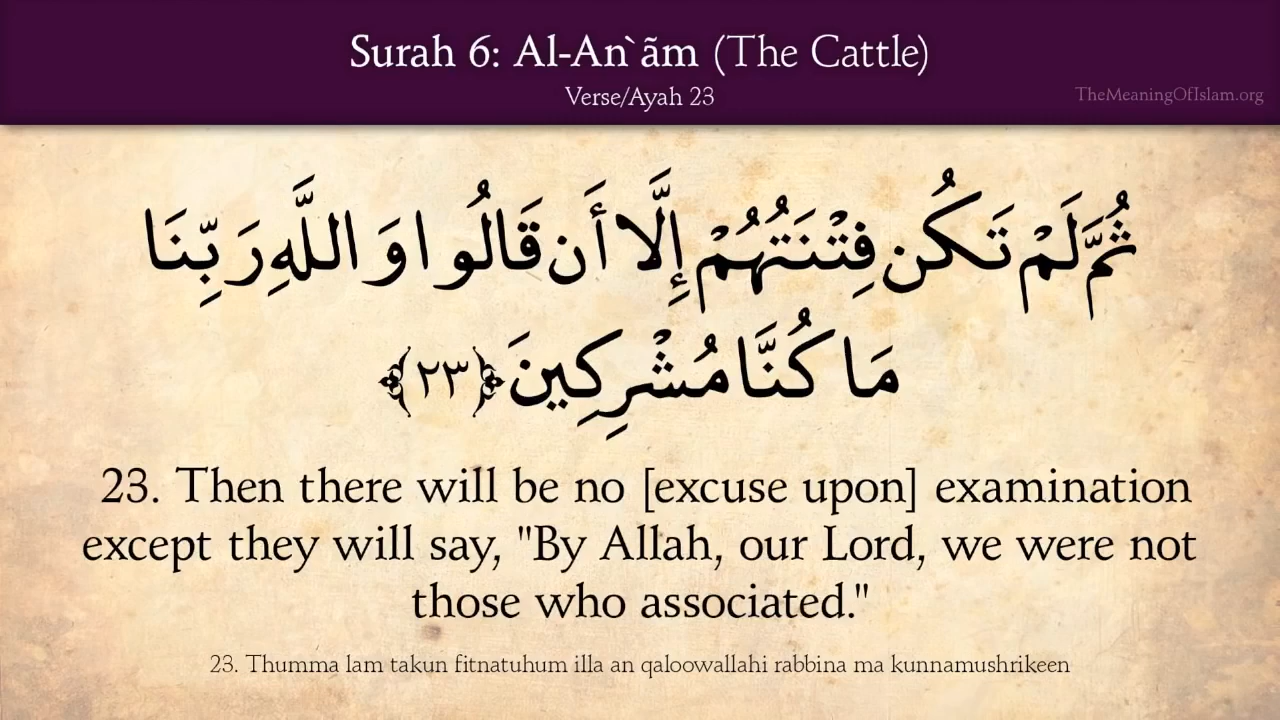 Surah 6: Al-An`ãm (The Cattle)
Verse/Ayah 23
TheMeaningOfIslam.org
ثُمَّ لَمْ تَكُن فِتْنَتُهُمْ إِلَّا أَن قَالُوا وَاللَّهِ رَبِّنَا
مَا كُنَّا مُشْرِكِينَ ﴿٢٣﴾
23. Then there will be no [excuse upon] examination
except they will say, "By Allah, our Lord, we were not
those who associated."
23. Thumma lam takun fitnatuhum illa an qaloowallahi rabbina ma kunnamushrikeen